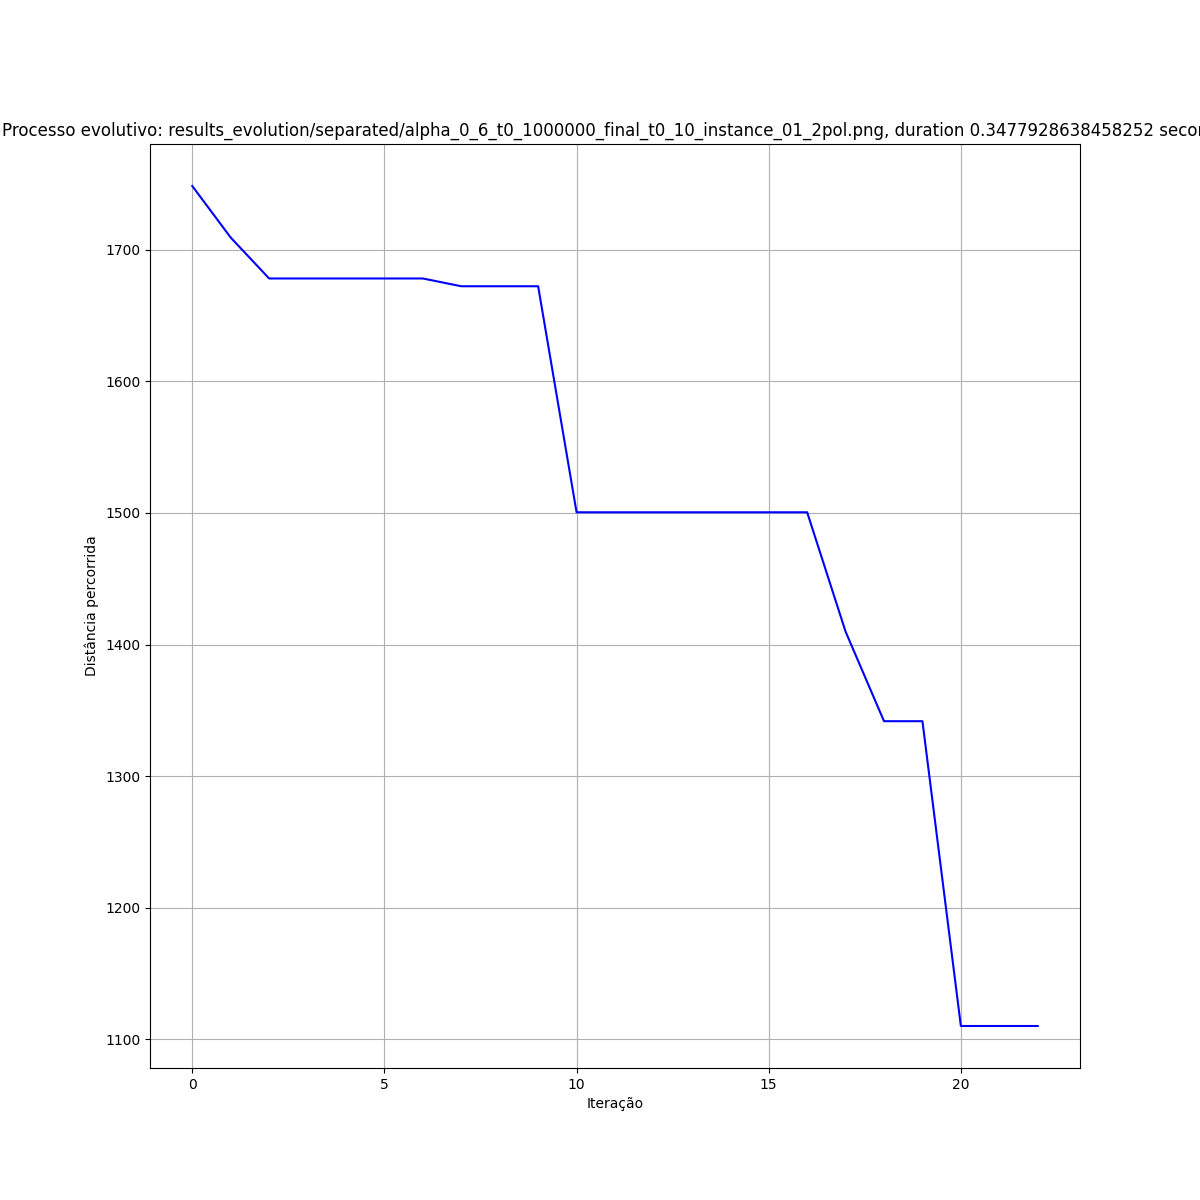 Processo evolutivo: results_evolution/separated/alpha_0_6_t0_1000000_final_t0_10_instance_01_2pol.png, duration 0.3477928638458252
1700
1600
1500
1400
1300
1200
1100
Distância percorrida
0 5 10 15 20
Iteração